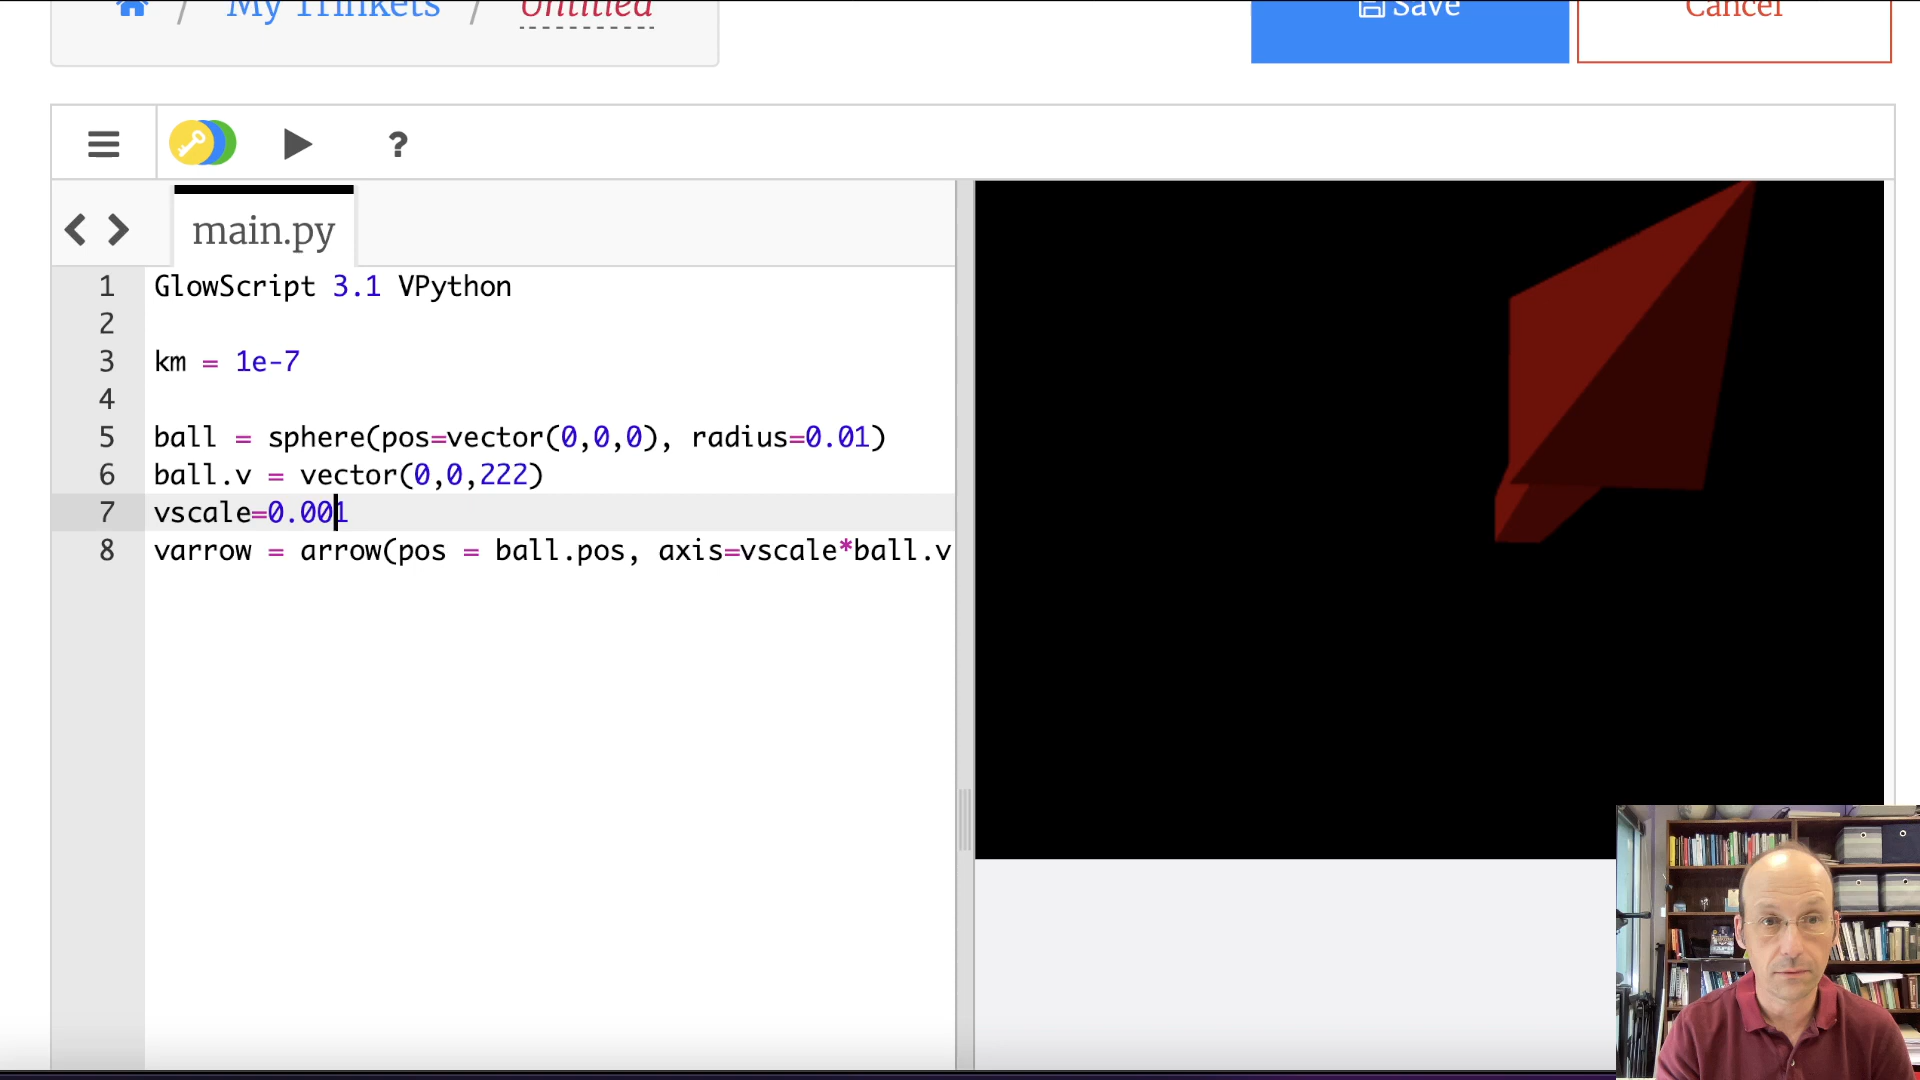 / My Trinkets / Untitled
Save
Cancel
?
main.py
1 GlowScript 3.1 VPython
2
3 km = 1e-7
4
5 ball = sphere(pos=vector(0,0,0), radius=0.01)
6 ball.v = vector(0,0,222)
7 vscale=0.001
8 varrow = arrow(pos = ball.pos, axis=vscale*ball.v